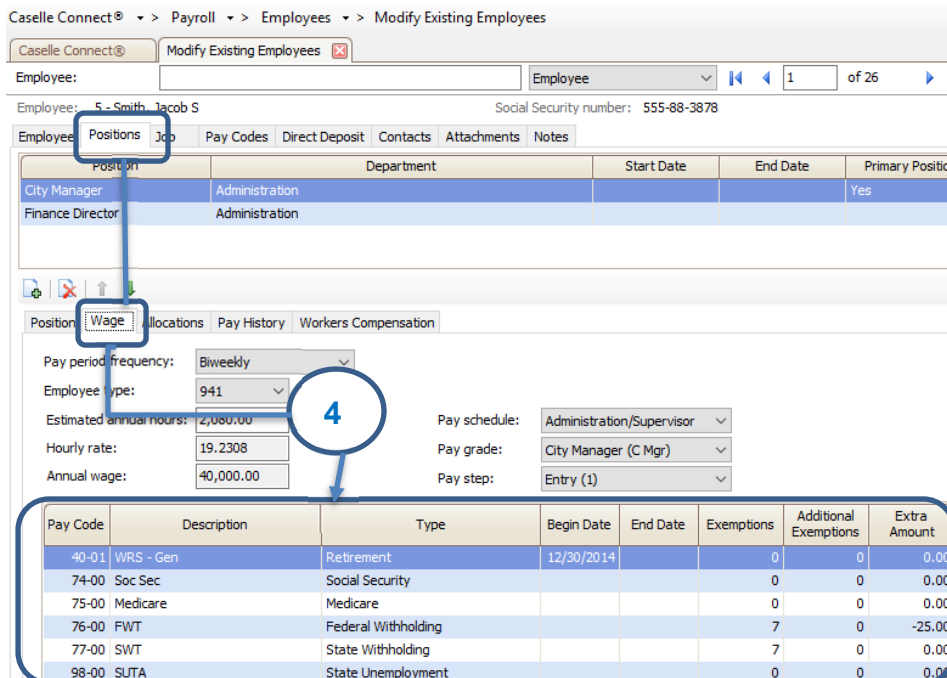 Caselle Connect® > Payroll > Employees > Modify Existing Employees
Caselle Connect® Modify Existing Employees
Employee: Employee 1 of 26
Employee: 5 - Smith, Jacob S Social Security number: 555-88-3878
Employee Positions Job Pay Codes Direct Deposit Contacts Attachments Notes
Position Department Start Date End Date Primary Positio
City Manager Administration Yes
Finance Director Administration
Position Wage Allocations Pay History Workers Compensation
Pay period frequency: Biweekly
Employee type: 941
Estimated annual hours: 2,080.00 4 Pay schedule: Administration/Supervisor
Hourly rate: 19.2308 Pay grade: City Manager (C Mgr)
Annual wage: 40,000.00 Pay step: Entry (1)
Pay Code Description Type Begin Date End Date Exemptions Additional Exemptions Extra Amount
40-01 WRS - Gen Retirement 12/30/2014 0 0 0.00
74-00 Soc Sec Social Security 0 0 0.00
75-00 Medicare Medicare 0 0 0.00
76-00 FWT Federal Withholding 7 0 -25.00
77-00 SWT State Withholding 7 0 0.00
98-00 SUTA State Unemployment 0 0 0.00